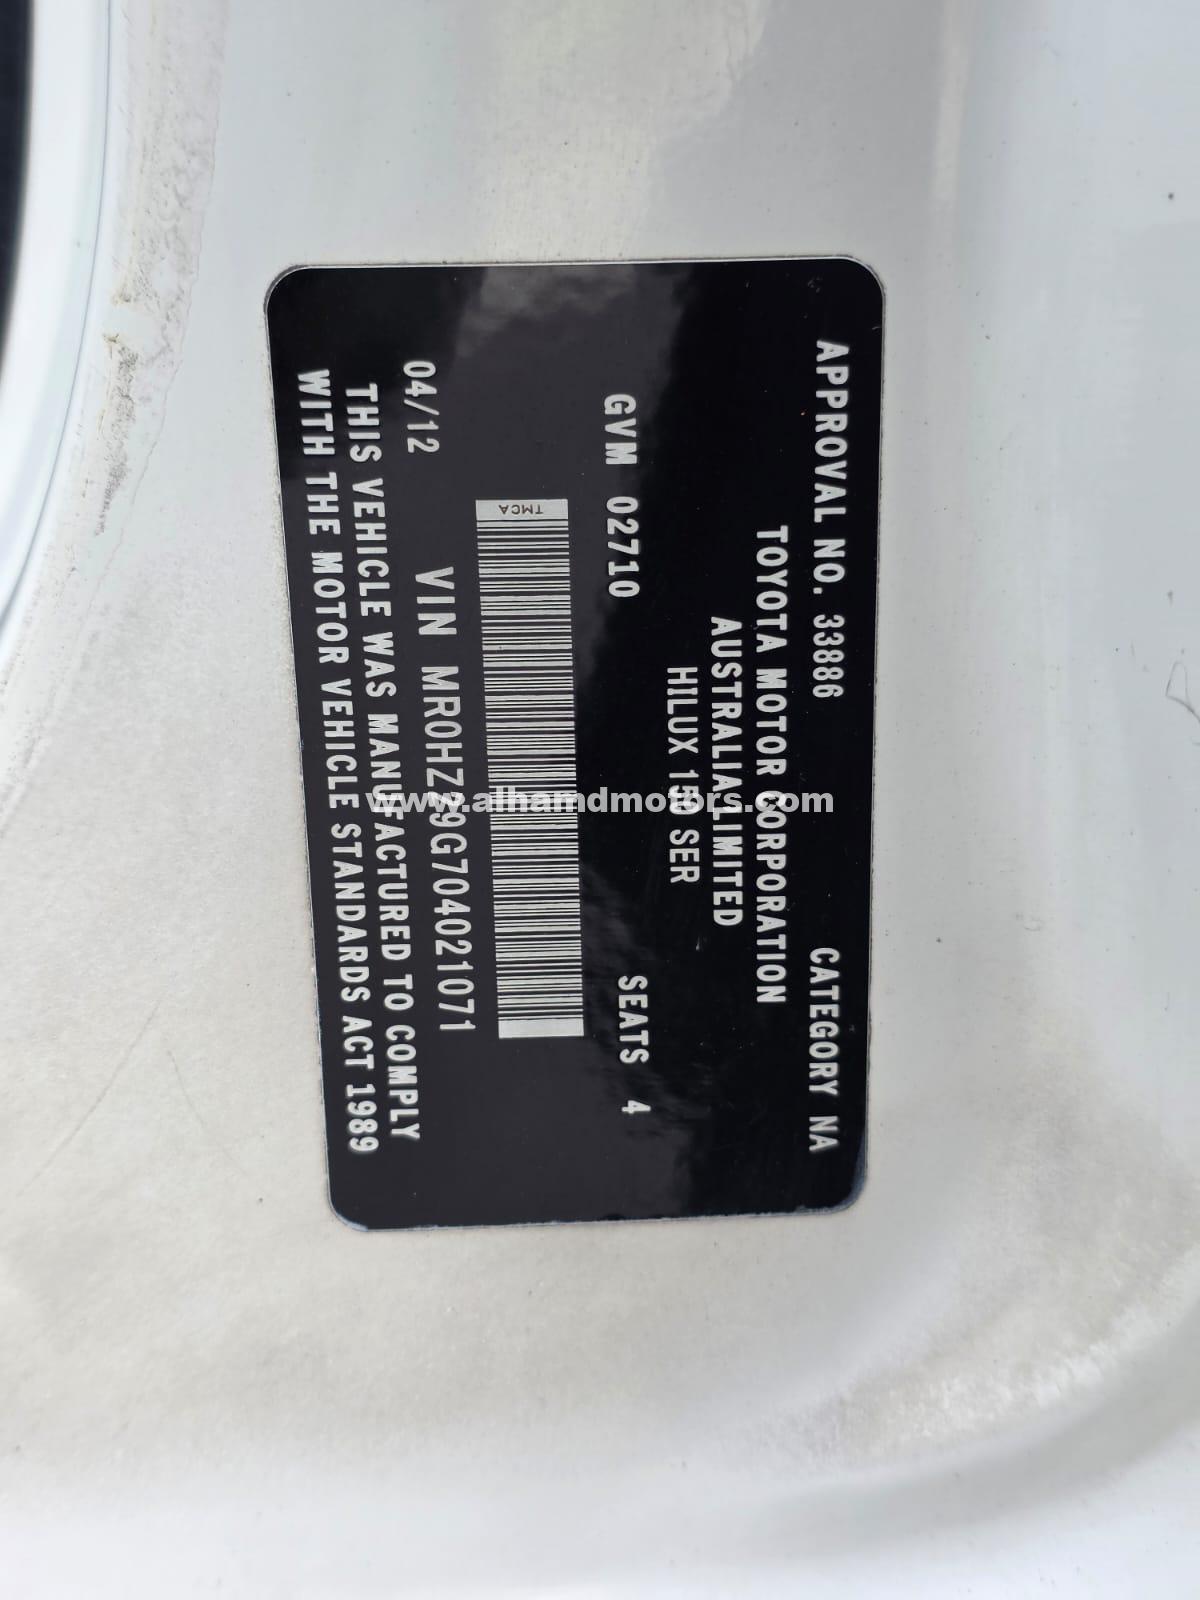 APPROVAL NO. 33886 CATEGORY NA
TOYOTA MOTOR CORPORATION
AUSTRALIA LIMITED
HILUX 150 SER
GVM 02710 SEATS 4
TMCA
04/12 VIN MR0HZ29G704021071
THIS VEHICLE WAS MANUFACTURED TO COMPLY
WITH THE MOTOR VEHICLE STANDARDS ACT 1989
www.alhamdmotors.com